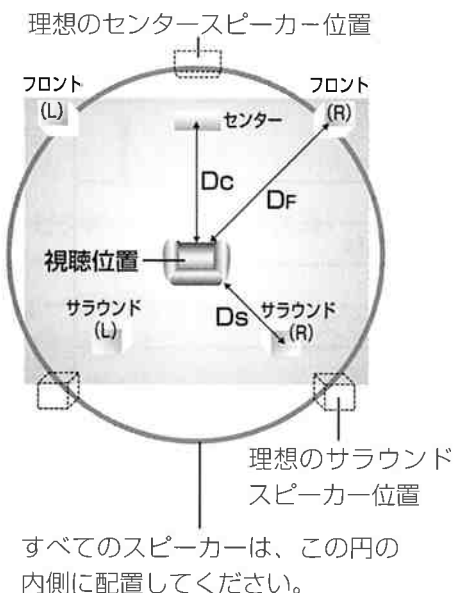 理想のセンタースピーカー位置
フロント
(L)
フロント
(R)
センター
Dc
DF
視聴位置
サラウンド
(L)
Ds
サラウンド
(R)
理想のサラウンド
スピーカー位置
すべてのスピーカーは、この円の
内側に配置してください。